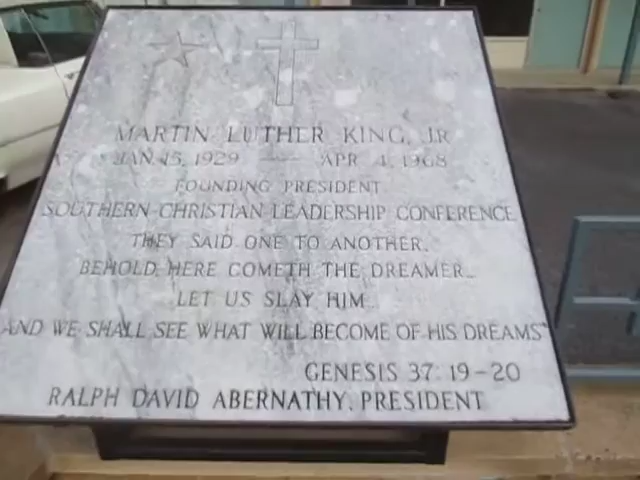 MARTIN LUTHER KING, JR
JAN. 15, 1929 — APR. 4, 1968
FOUNDING PRESIDENT
SOUTHERN CHRISTIAN LEADERSHIP CONFERENCE
THEY SAID ONE TO ANOTHER,
BEHOLD, HERE COMETH THE DREAMER...
LET US SLAY HIM...
AND WE SHALL SEE WHAT WILL BECOME OF HIS DREAMS"
GENESIS 37: 19-20
RALPH DAVID ABERNATHY, PRESIDENT